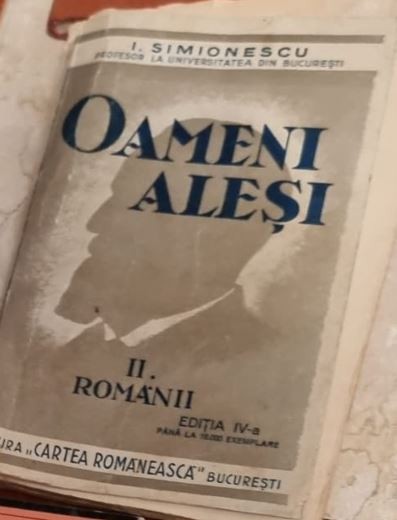 I. SIMIONESCU
PROFESOR LA UNIVERSITATEA DIN BUCUREȘTI
OAMENI
ALEȘI
II.
ROMÂNII
EDIȚIA IV-a
PÂNĂ LA 16.000 EXEMPLARE
„CARTEA ROMÂNEASCĂ" BUCUREȘTI